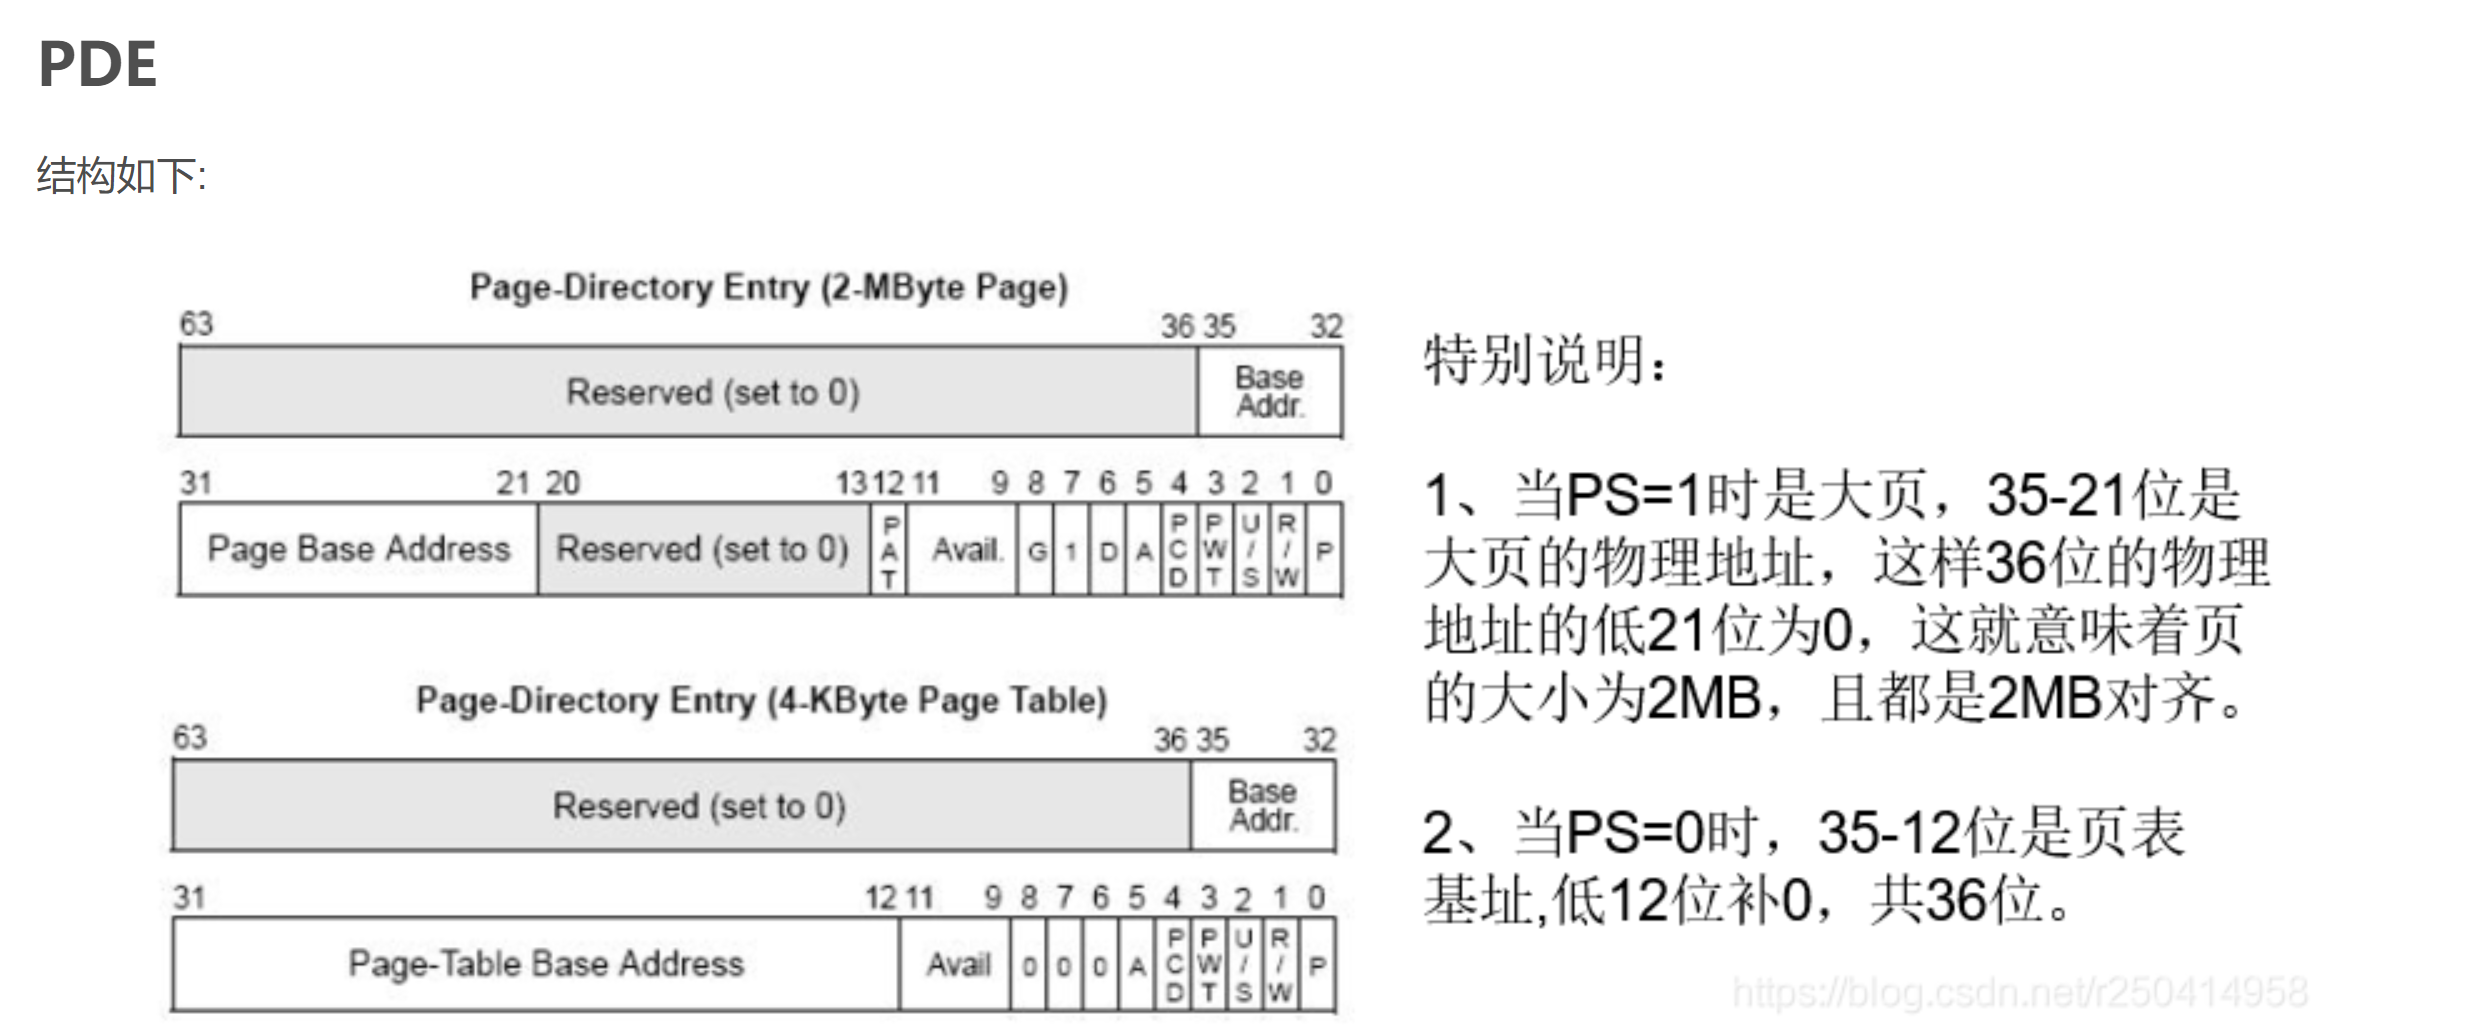 PDE
结构如下:
Page-Directory Entry (2-MByte Page)
63 36 35 32
Reserved (set to 0) Base Addr.
31 21 20 13 12 11 9 8 7 6 5 4 3 2 1 0
Page Base Address Reserved (set to 0) PAT Avail. G 1 D A PCD PWT U/S R/W P
Page-Directory Entry (4-KByte Page Table)
63 36 35 32
Reserved (set to 0) Base Addr.
31 12 11 9 8 7 6 5 4 3 2 1 0
Page-Table Base Address Avail 0 0 0 A PCD PWT U/S R/W P
特别说明：
1、当PS=1时是大页，35-21位是
大页的物理地址，这样36位的物理
地址的低21位为0，这就意味着页
的大小为2MB，且都是2MB对齐。
2、当PS=0时，35-12位是页表
基址,低12位补0，共36位。
https://blog.csdn.net/r250414958